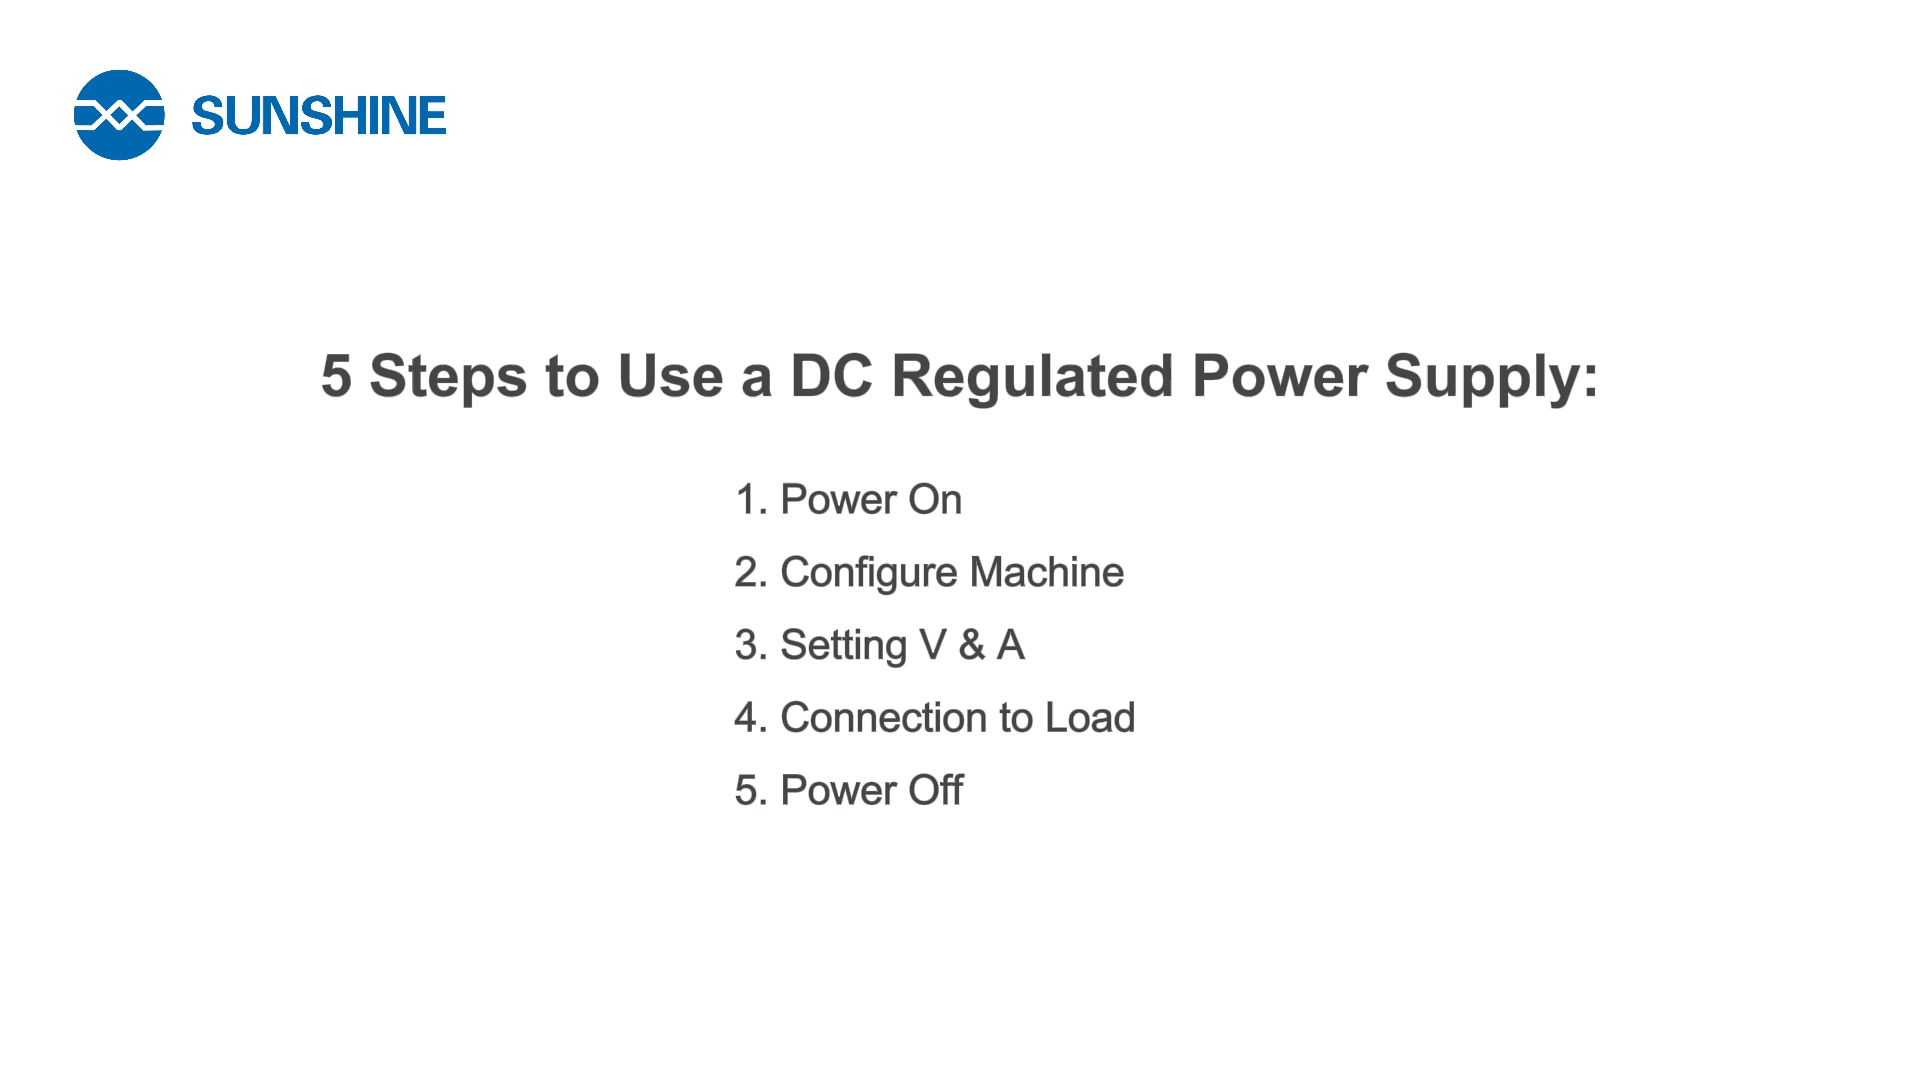 SUNSHINE
5 Steps to Use a DC Regulated Power Supply:
1. Power On
2. Configure Machine
3. Setting V & A
4. Connection to Load
5. Power Off